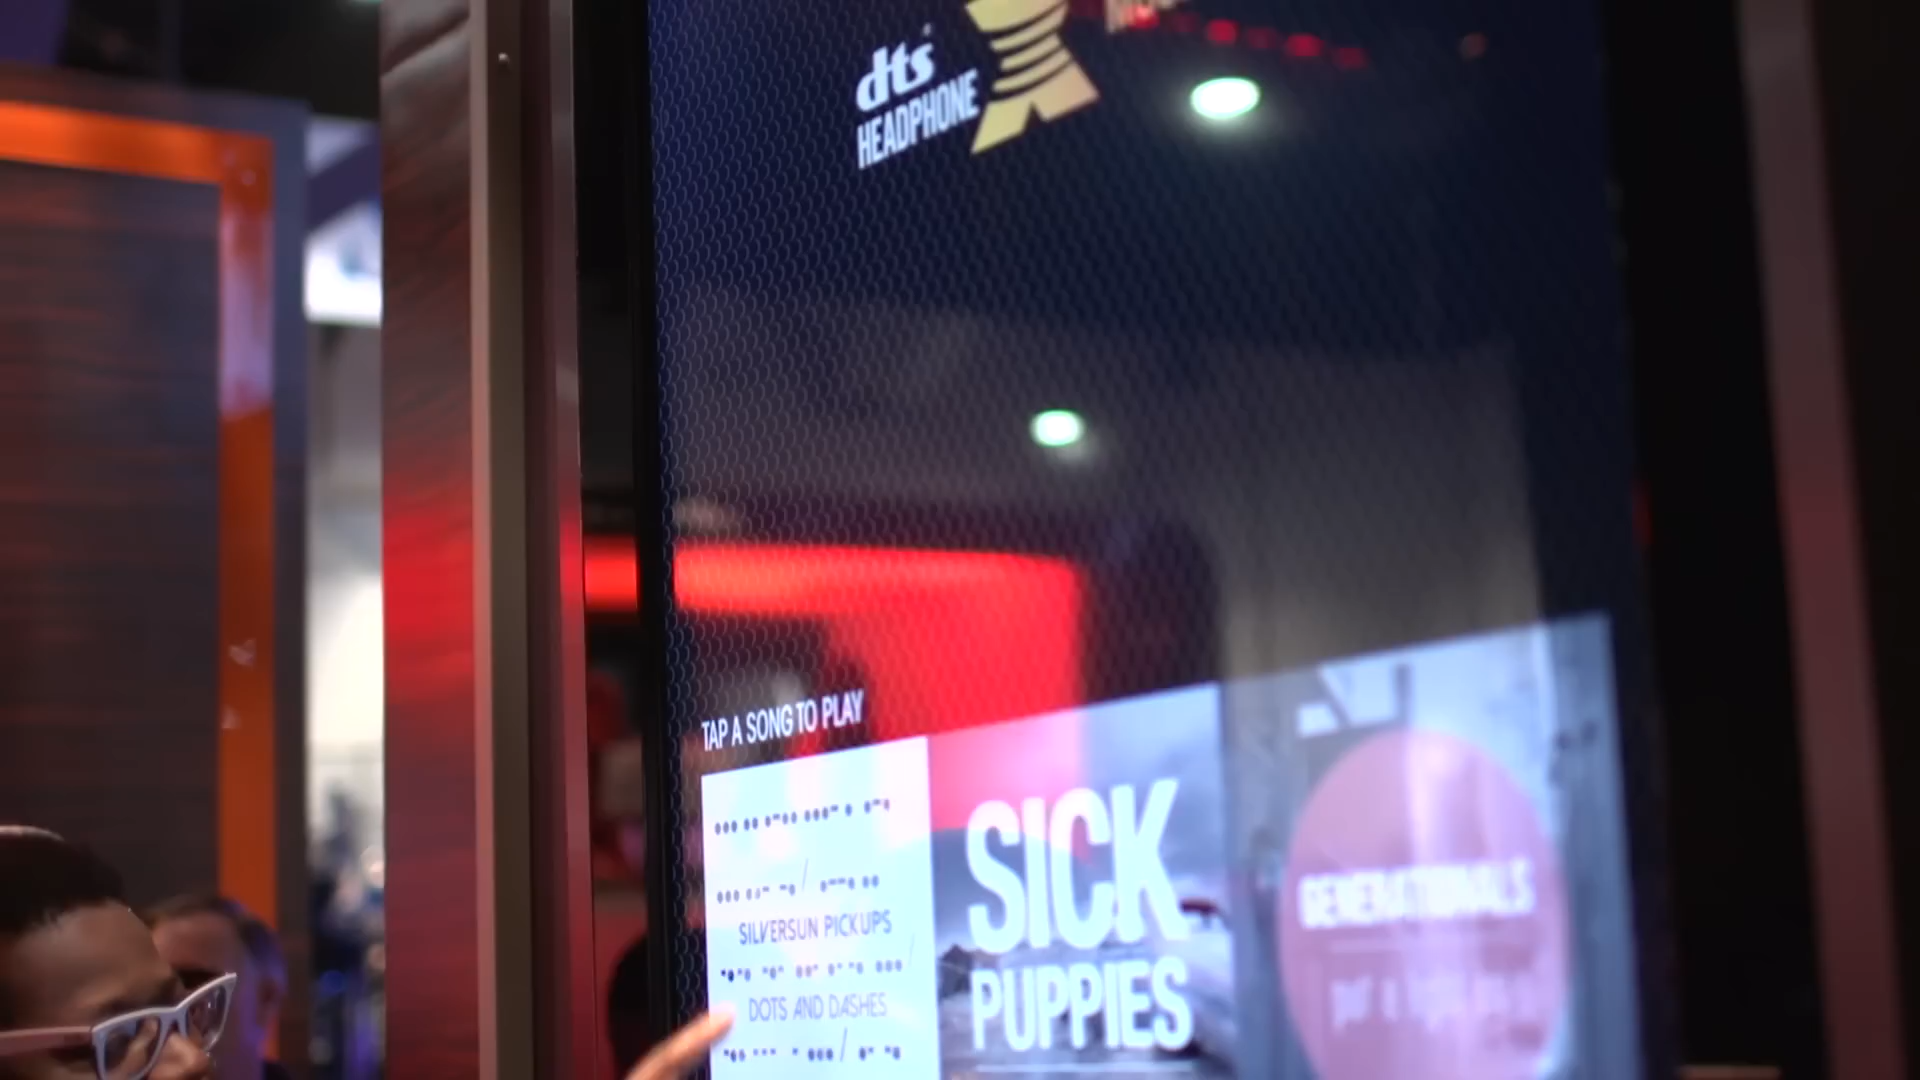 dts
HEADPHONE X
TAP A SONG TO PLAY
SILVERSUN PICKUPS
DOTS AND DASHES
SICK
PUPPIES
GENERATIONALS